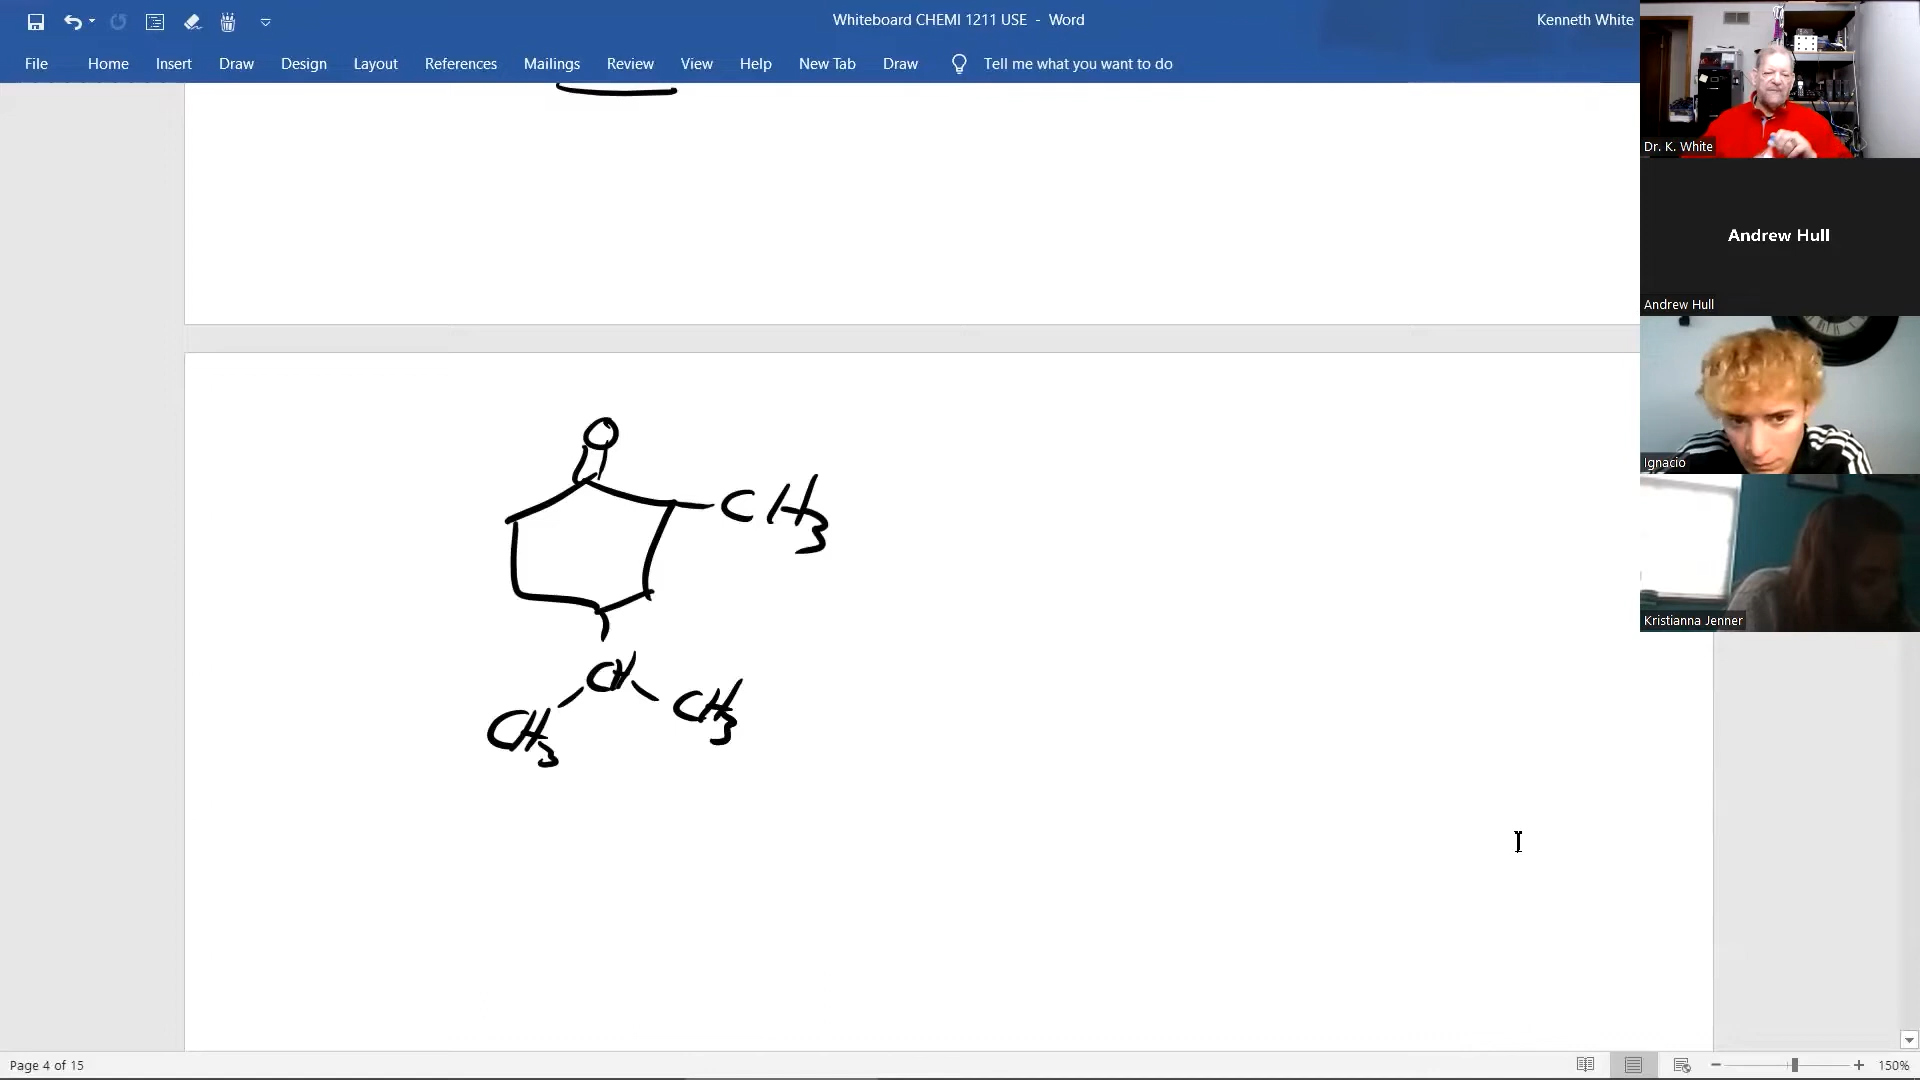 Whiteboard CHEMI 1211 USE - Word
Kenneth White
File Home Insert Draw Design Layout References Mailings Review View Help New Tab Draw Tell me what you want to do
Dr. K. White
Andrew Hull
Andrew Hull
Ignacio
Kristianna Jenner
O
CH3
CH
CH3
CH3
Page 4 of 15
150%